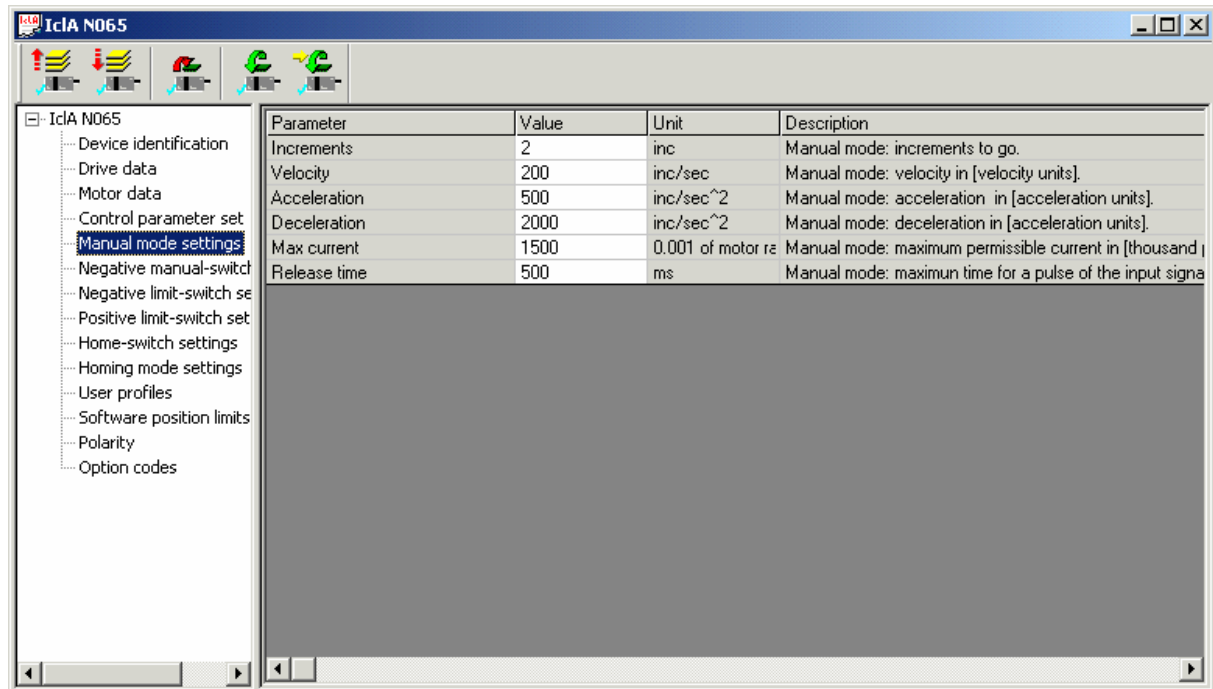 IclA N065
IclA N065
Device identification
Drive data
Motor data
Control parameter set
Manual mode settings
Negative manual-switch
Negative limit-switch se
Positive limit-switch set
Home-switch settings
Homing mode settings
User profiles
Software position limits
Polarity
Option codes
Parameter Value Unit Description
Increments 2 inc Manual mode: increments to go.
Velocity 200 inc/sec Manual mode: velocity in [velocity units].
Acceleration 500 inc/sec^2 Manual mode: acceleration in [acceleration units].
Deceleration 2000 inc/sec^2 Manual mode: deceleration in [acceleration units].
Max current 1500 0.001 of motor ra Manual mode: maximum permissible current in [thousand
Release time 500 ms Manual mode: maximun time for a pulse of the input signa